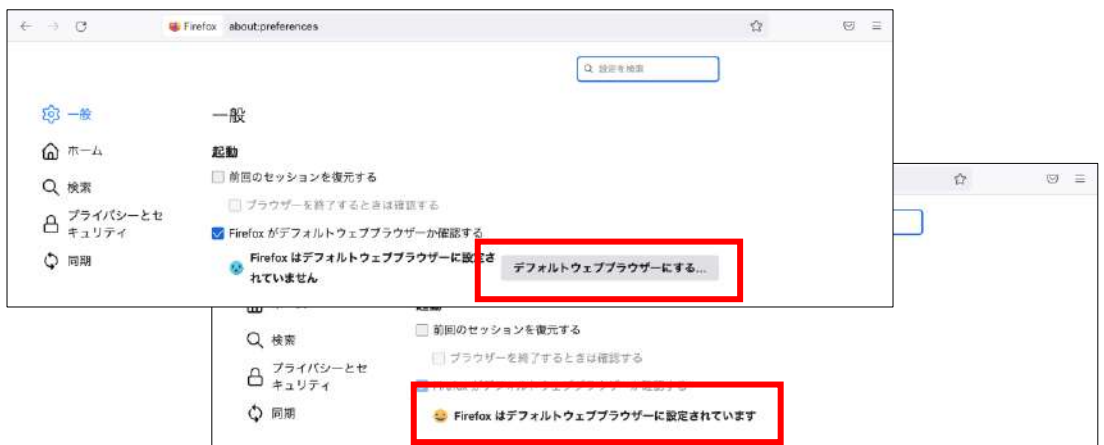 Firefox about:preferences
設定を検索
一般
一般
ホーム
起動
前回のセッションを復元する
検索
ブラウザーを終了するときは確認する
プライバシーとセ
キュリティ
Firefox がデフォルトウェブブラウザーか確認する
同期
Firefox はデフォルトウェブブラウザーに設定さ
れていません
デフォルトウェブブラウザーにする...
前回のセッションを復元する
検索
ブラウザーを終了するときは確認する
プライバシーとセ
キュリティ
同期
Firefox はデフォルトウェブブラウザーに設定されています